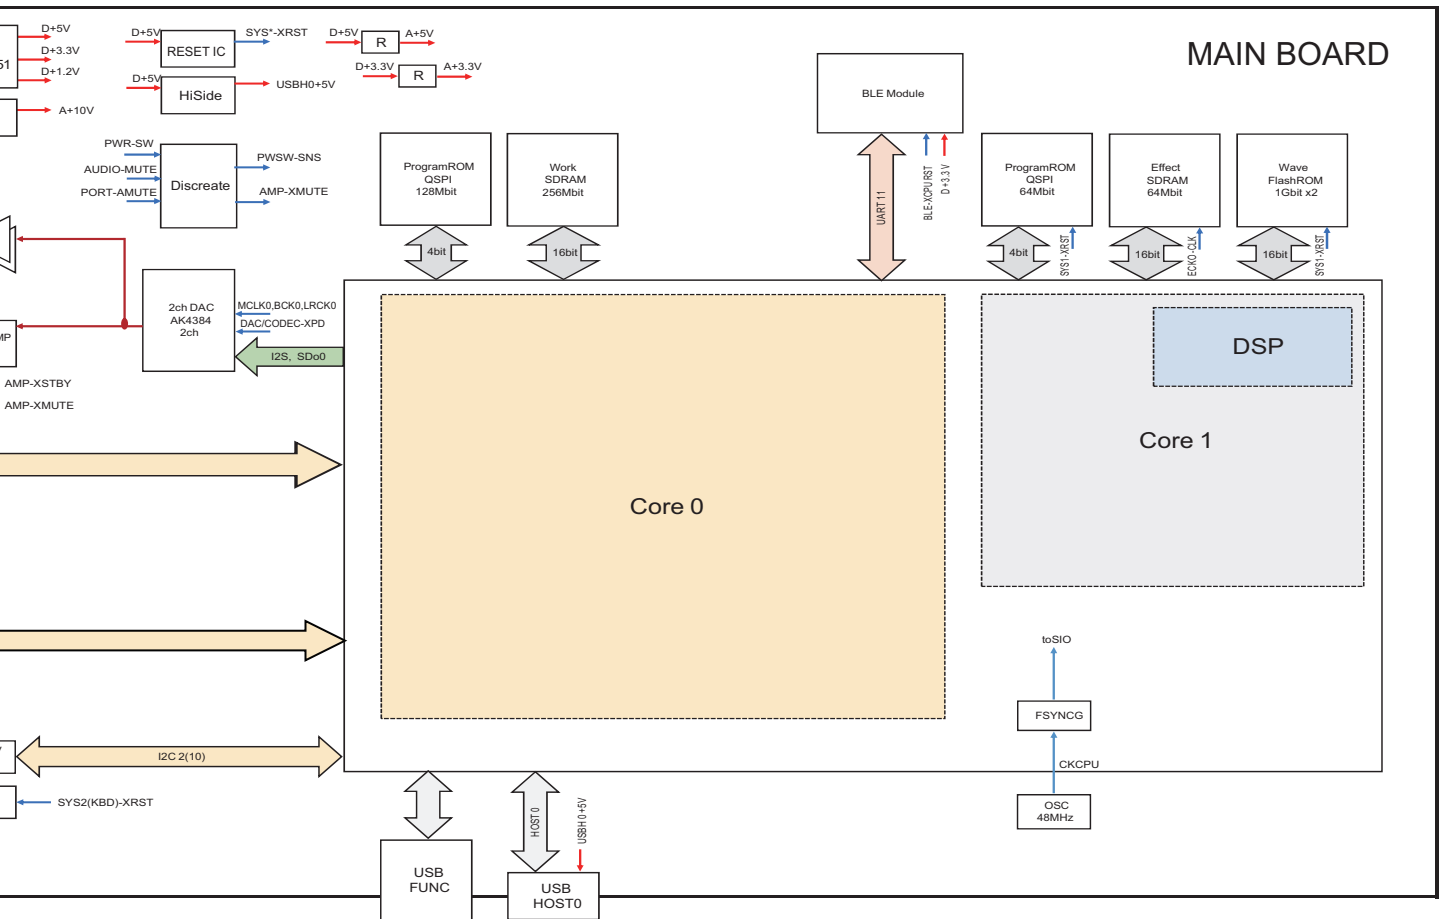 MAIN BOARD
D+5V
D+3.3V
D+1.2V
51
A+10V
D+5V
RESET IC
SYS*-XRST
D+5V
HiSide
USBH0+5V
D+5V
R
A+5V
D+3.3V
R
A+3.3V
PWR-SW
AUDIO-MUTE
PORT-AMUTE
Discreate
PWSW-SNS
AMP-XMUTE
ProgramROM
QSPI
128Mbit
Work
SDRAM
256Mbit
BLE Module
ProgramROM
QSPI
64Mbit
Effect
SDRAM
64Mbit
Wave
FlashROM
1Gbit x2
4bit
16bit
UART 11
BLE-XCPURST
D+3.3V
4bit
SYS1-XRST
16bit
ECKO-CLK
16bit
SYS1-XRST
2ch DAC
AK4384
2ch
MCLK0,BCK0,LRCK0
DAC/CODEC-XPD
I2S, SDo0
MP
AMP-XSTBY
AMP-XMUTE
Core 0
DSP
Core 1
toSIO
FSYNCG
CKCPU
OSC
48MHz
I2C 2(10)
SYS2(KBD)-XRST
HOST 0
USBH0+5V
USB
FUNC
USB
HOST0